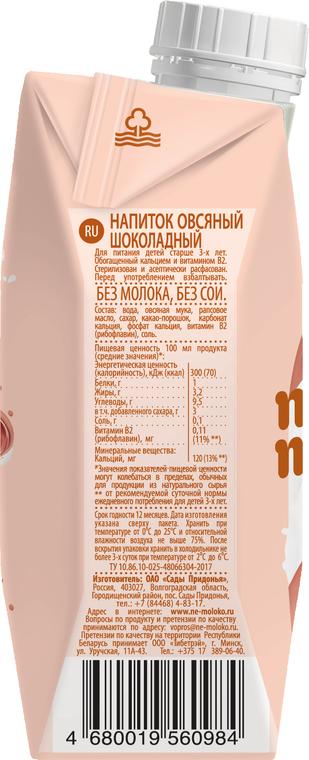 RU
НАПИТОК ОВСЯНЫЙ
ШОКОЛАДНЫЙ
Для питания детей старше 3-х лет.
Обогащенный кальцием и витамином В2.
Стерилизован и асептически расфасован.
Перед употреблением взбалтывать.
БЕЗ МОЛОКА, БЕЗ СОИ.
Состав: вода, овсяная мука, рапсовое
масло, сахар, какао-порошок, карбонат
кальция, фосфат кальция, витамин В2
(рибофлавин), соль.
Пищевая ценность 100 мл продукта
(средние значения)*:
Энергетическая ценность
(калорийность), кДж (ккал) 300 (70)
Белки, г 1
Жиры, г 3,2
Углеводы, г 9,5
в т.ч. добавленного сахара, г 3
Соль, г 0,1
Витамин В2 0,11
(рибофлавин), мг (11% **)
Минеральные вещества:
Кальций, мг 120 (13% **)
*Значения показателей пищевой ценности
могут колебаться в пределах, обычных
для продукции из натурального сырья
** от рекомендуемой суточной нормы
ежедневного потребления для детей 3-х лет.
Срок годности 12 месяцев. Дата изготовления
указана сверху пакета. Хранить при
температуре от 0°С до 25°С и относительной
влажности воздуха не выше 75%. После
вскрытия упаковки хранить в холодильнике не
более 3-х суток при температуре от 2°С до 6°С.
ТУ 10.86.10-025-48066304-2017
Изготовитель: ОАО «Сады Придонья»,
Россия, 403027, Волгоградская область,
Городищенский район, пос. Сады Придонья,
тел.: +7 (84468) 4-83-17.
Адрес в интернете: www.ne-moloko.ru.
Вопросы по продукту и претензии по качеству
принимаются по адресу: vopros@ne-moloko.ru.
Претензии по качеству на территории Республики
Беларусь принимает ООО «Тибетрэй», г. Минск,
ул. Уручская, 11А-43. Тел.: +375 17 389-06-40.
4 680019 560984